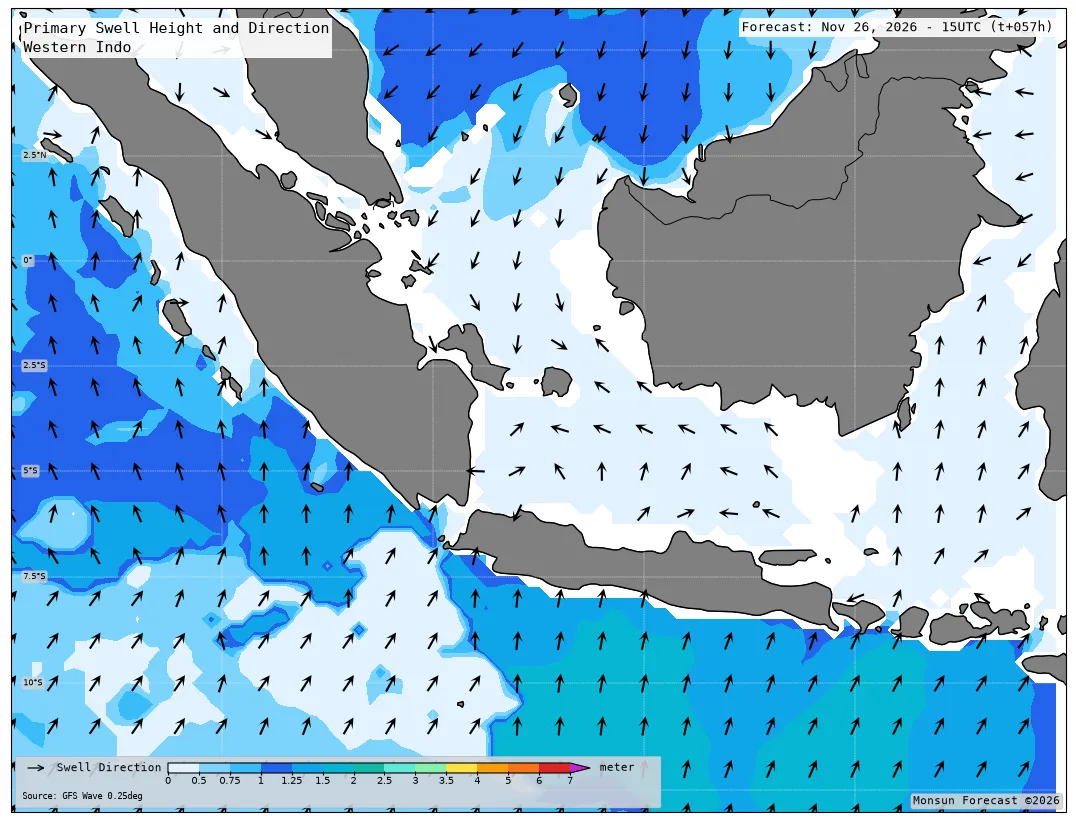 Primary Swell Height and Direction
Western Indo
Forecast: Nov 26, 2026 - 15UTC (t+057h)
2.5°N
0°
2.5°S
5°S
7.5°S
10°S
Swell Direction
0 0.5 0.75 1 1.25 1.5 2 2.5 3 3.5 4 5 6 7
meter
Source: GFS Wave 0.25deg
Monsun Forecast ©2026